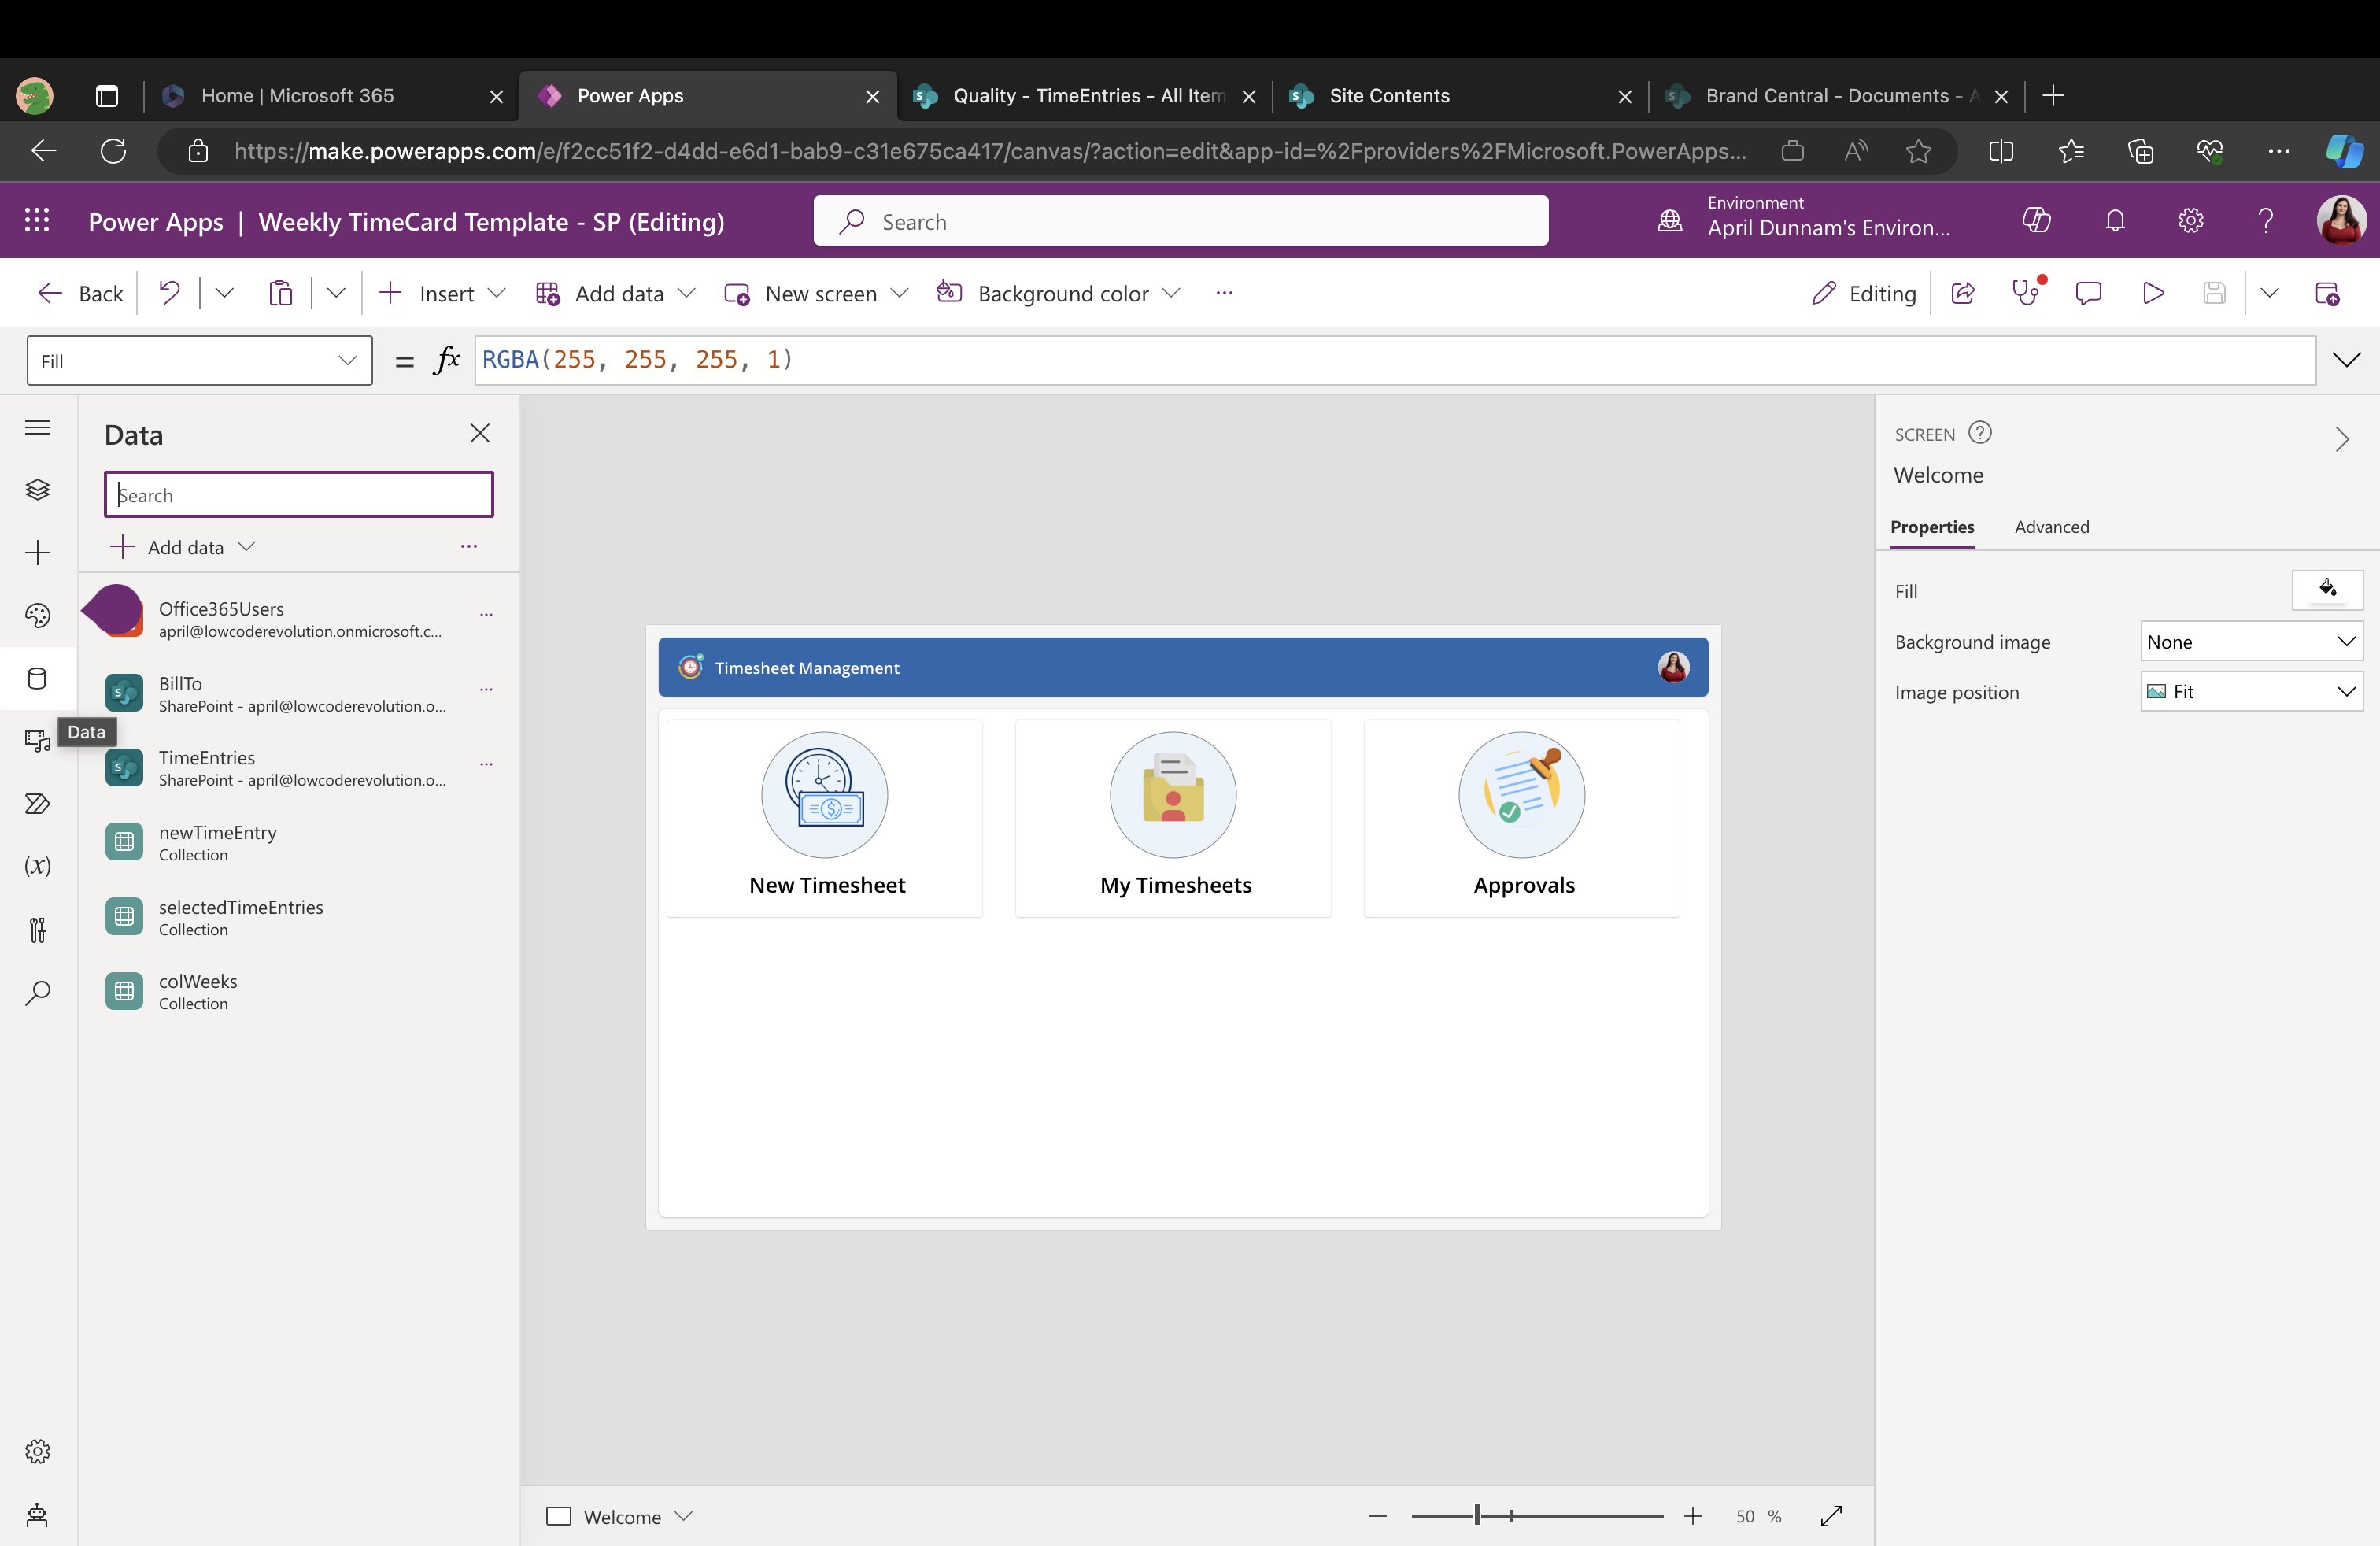 Home | Microsoft 365
Power Apps
Quality - TimeEntries - All Item
Site Contents
Brand Central - Documents - A
https://make.powerapps.com/e/f2cc51f2-d4dd-e6d1-bab9-c31e675ca417/canvas/?action=edit&app-id=%2Fproviders%2FMicrosoft.PowerApps...
Power Apps | Weekly TimeCard Template - SP (Editing)
Search
Environment
April Dunnam's Environ...
Back
Insert
Add data
New screen
Background color
Editing
Fill
= fx
RGBA(255, 255, 255, 1)
Data
Search
Add data
Office365Users
april@lowcoderevolution.onmicrosoft.c...
BillTo
SharePoint - april@lowcoderevolution.o...
Data
TimeEntries
SharePoint - april@lowcoderevolution.o...
newTimeEntry
Collection
(x)
selectedTimeEntries
Collection
colWeeks
Collection
Timesheet Management
New Timesheet
My Timesheets
Approvals
Welcome
50 %
SCREEN
Welcome
Properties
Advanced
Fill
Background image
None
Image position
Fit